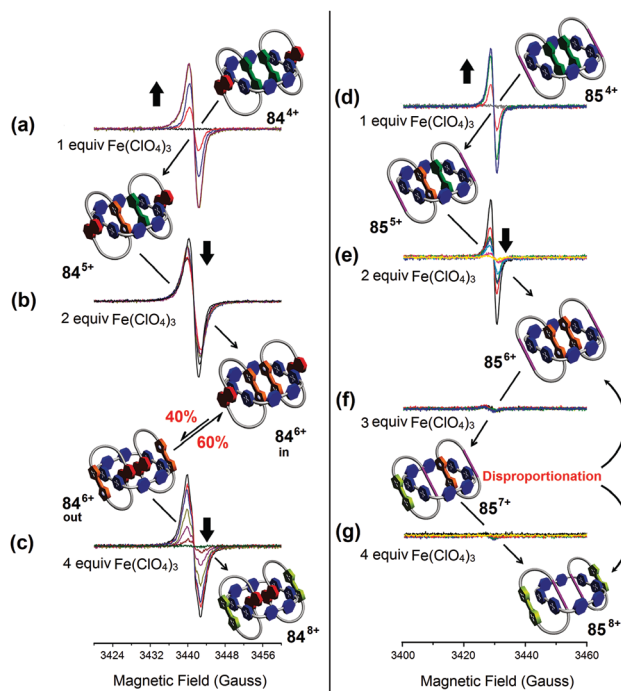 (a)
84⁴⁺
1 equiv Fe(ClO₄)₃
84⁵⁺
(b)
2 equiv Fe(ClO₄)₃
40%
60%
84⁶⁺
in
84⁶⁺
out
(c)
4 equiv Fe(ClO₄)₃
84⁸⁺
3424 3432 3440 3448 3456
Magnetic Field (Gauss)
(d)
85⁴⁺
1 equiv Fe(ClO₄)₃
85⁵⁺
(e)
2 equiv Fe(ClO₄)₃
85⁶⁺
(f)
3 equiv Fe(ClO₄)₃
Disproportionation
85⁷⁺
(g)
4 equiv Fe(ClO₄)₃
85⁸⁺
3400 3420 3440 3460
Magnetic Field (Gauss)